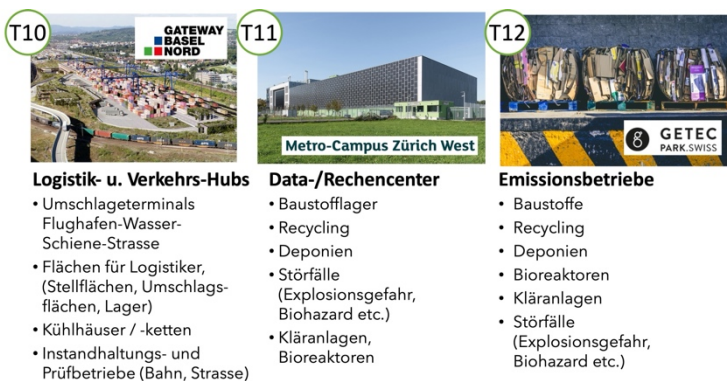 T10
GATEWAY
BASEL
NORD
Logistik- u. Verkehrs-Hubs
• Umschlageterminals
Flughafen-Wasser-
Schiene-Strasse
• Flächen für Logistiker,
(Stellflächen, Umschlags-
flächen, Lager)
• Kühlhäuser / -ketten
• Instandhaltungs- und
Prüfbetriebe (Bahn, Strasse)
T11
Metro-Campus Zürich West
Data-/Rechencenter
• Baustofflager
• Recycling
• Deponien
• Störfälle
(Explosionsgefahr,
Biohazard etc.)
• Kläranlagen,
Bioreaktoren
T12
GETEC
PARK.SWISS
Emissionsbetriebe
• Baustoffe
• Recycling
• Deponien
• Bioreaktoren
• Kläranlagen
• Störfälle
(Explosionsgefahr,
Biohazard etc.)